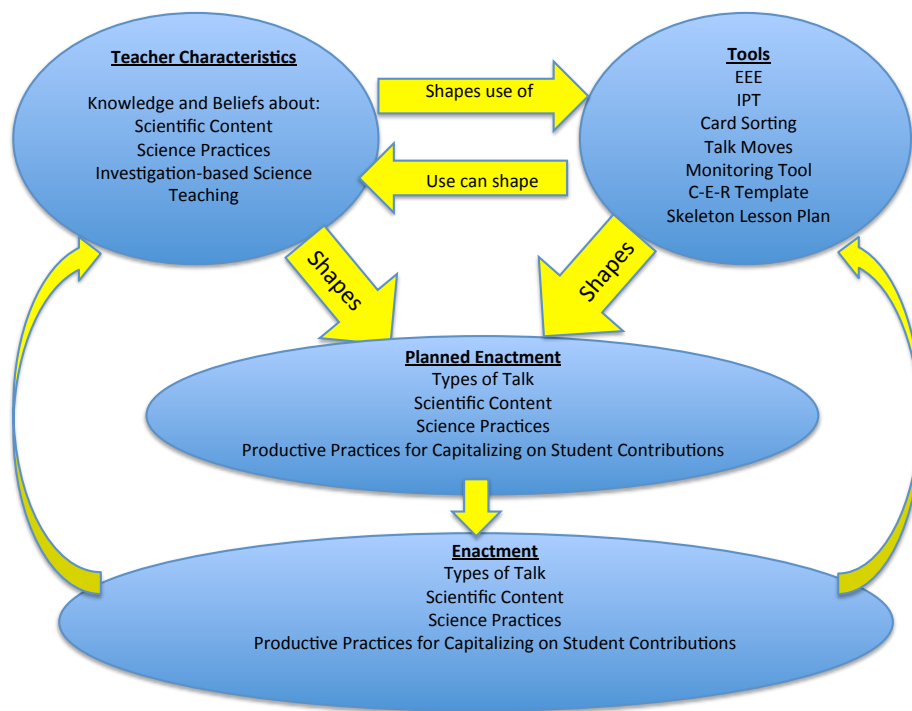 Teacher Characteristics
Knowledge and Beliefs about:
Scientific Content
Science Practices
Investigation-based Science
Teaching
Shapes use of
Use can shape
Tools
EEE
IPT
Card Sorting
Talk Moves
Monitoring Tool
C-E-R Template
Skeleton Lesson Plan
Shapes
Shapes
Planned Enactment
Types of Talk
Scientific Content
Science Practices
Productive Practices for Capitalizing on Student Contributions
Enactment
Types of Talk
Scientific Content
Science Practices
Productive Practices for Capitalizing on Student Contributions